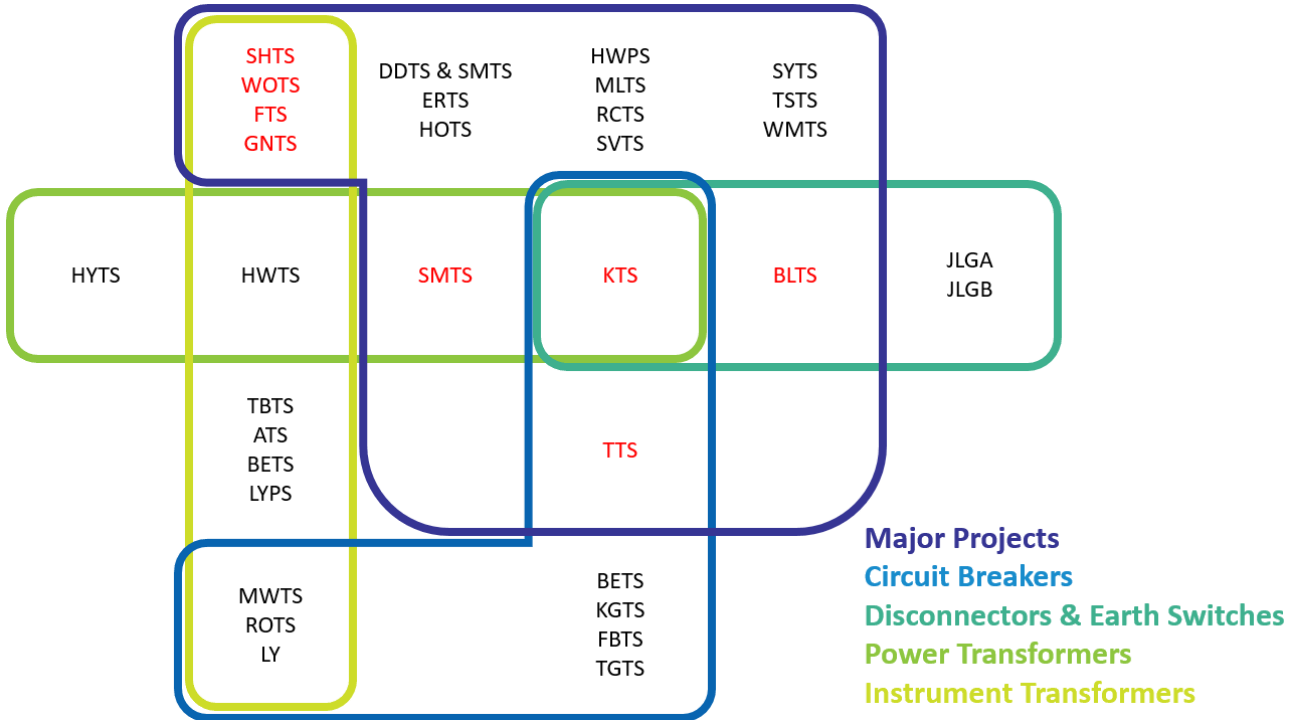 SHTS
WOTS
FTS
GNTS
DDTS & SMTS
ERTS
HOTS
HWPS
MLTS
RCTS
SVTS
SYTS
TSTS
WMTS
HYTS
HWTS
SMTS
KTS
BLTS
JLGA
JLGB
TBTS
ATS
BETS
LYPS
TTS
MWTS
ROTS
LY
BETS
KGTS
FBTS
TGTS
Major Projects
Circuit Breakers
Disconnectors & Earth Switches
Power Transformers
Instrument Transformers